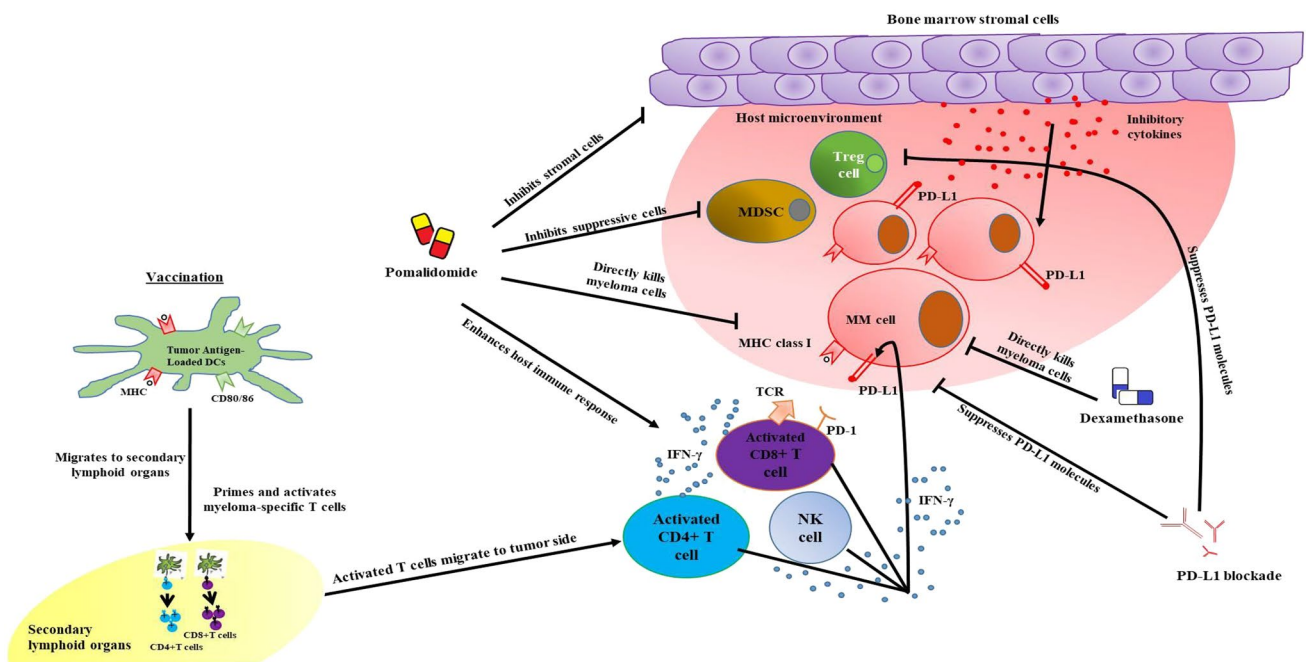 Bone marrow stromal cells
Host microenvironment
Inhibitory
cytokines
Treg
cell
PD-L1
MDSC
PD-L1
MM cell
MHC class I
PD-L1
Inhibits stromal cells
Inhibits suppressive cells
Pomalidomide
Directly kills
myeloma cells
Enhances host immune
response
Suppresses PD-L1 molecules
Directly kills
myeloma cells
Dexamethasone
Suppresses PD-L1 molecules
PD-L1 blockade
Vaccination
Tumor Antigen-
Loaded DCs
MHC
CD80/86
Migrates to secondary
lymphoid organs
Primes and activates
myeloma-specific T cells
TCR
PD-1
IFN-γ
Activated
CD8+ T
cell
Activated
CD4+ T
cell
NK
cell
IFN-γ
Activated T cells migrate to tumor side
Secondary
lymphoid organs
CD8+T cells
CD4+T cells